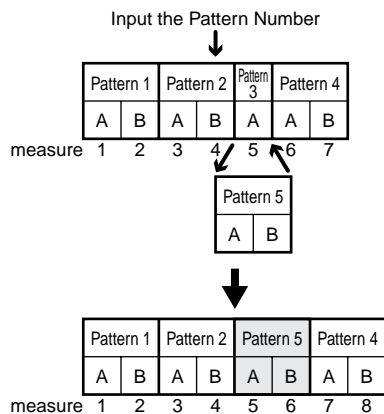 Input the Pattern Number
Pattern 1 Pattern 2 Pattern 3 Pattern 4
A B A B A A B
measure 1 2 3 4 5 6 7
Pattern 5
A B
Pattern 1 Pattern 2 Pattern 5 Pattern 4
A B A B A B A B
measure 1 2 3 4 5 6 7 8